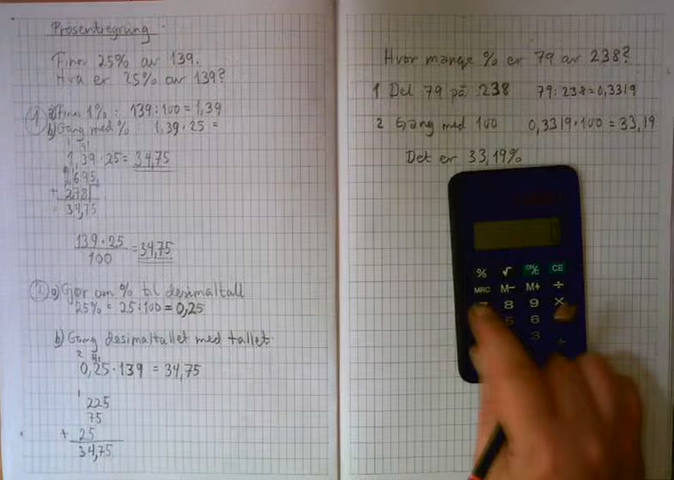 Prosentregning
Finn 25% av 139.
Hva er 25% av 139?
1 a) Finn 1% : 139:100 = 1,39
b) Gang med % 1,39 · 25 =
1,39 · 25 = 34,75
695
+ 278
= 34,75
139 · 25
100
= 34,75
2 a) Gjør om % til desimaltall
25% = 25:100 = 0,25
b) Gang desimaltallet med tallet
0,25 · 139 = 34,75
1
225
75
+ 25
34,75
Hvor mange % er 79 av 238?
1 Del 79 på 238 79:238 = 0,3319
2 Gang med 100 0,3319 · 100 = 33,19
Det er 33,19%
% √ ON/C CE
MRC M− M+ ÷
7 8 9 ×
5 6
3